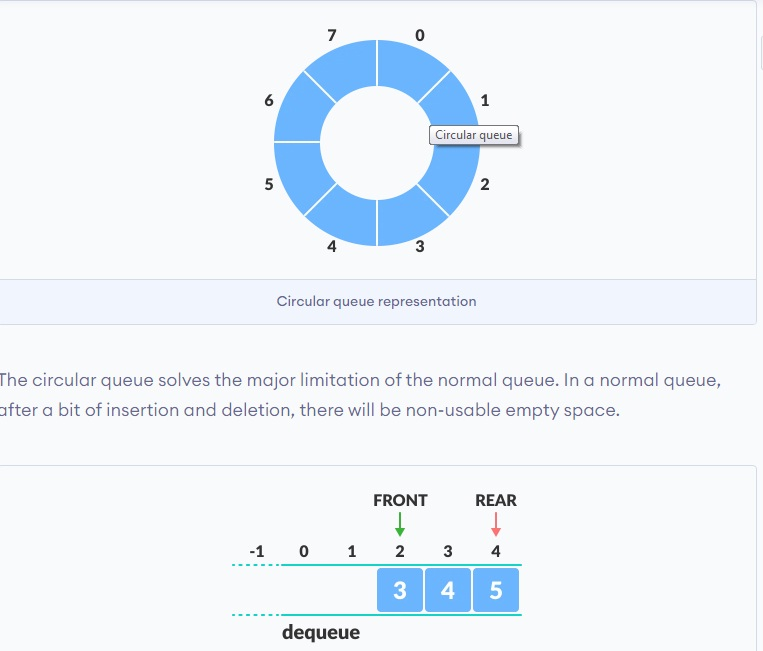 7 0
6 1
Circular queue
5 2
4 3
Circular queue representation
The circular queue solves the major limitation of the normal queue. In a normal queue,
after a bit of insertion and deletion, there will be non-usable empty space.
FRONT REAR
-1 0 1 2 3 4
3 4 5
dequeue